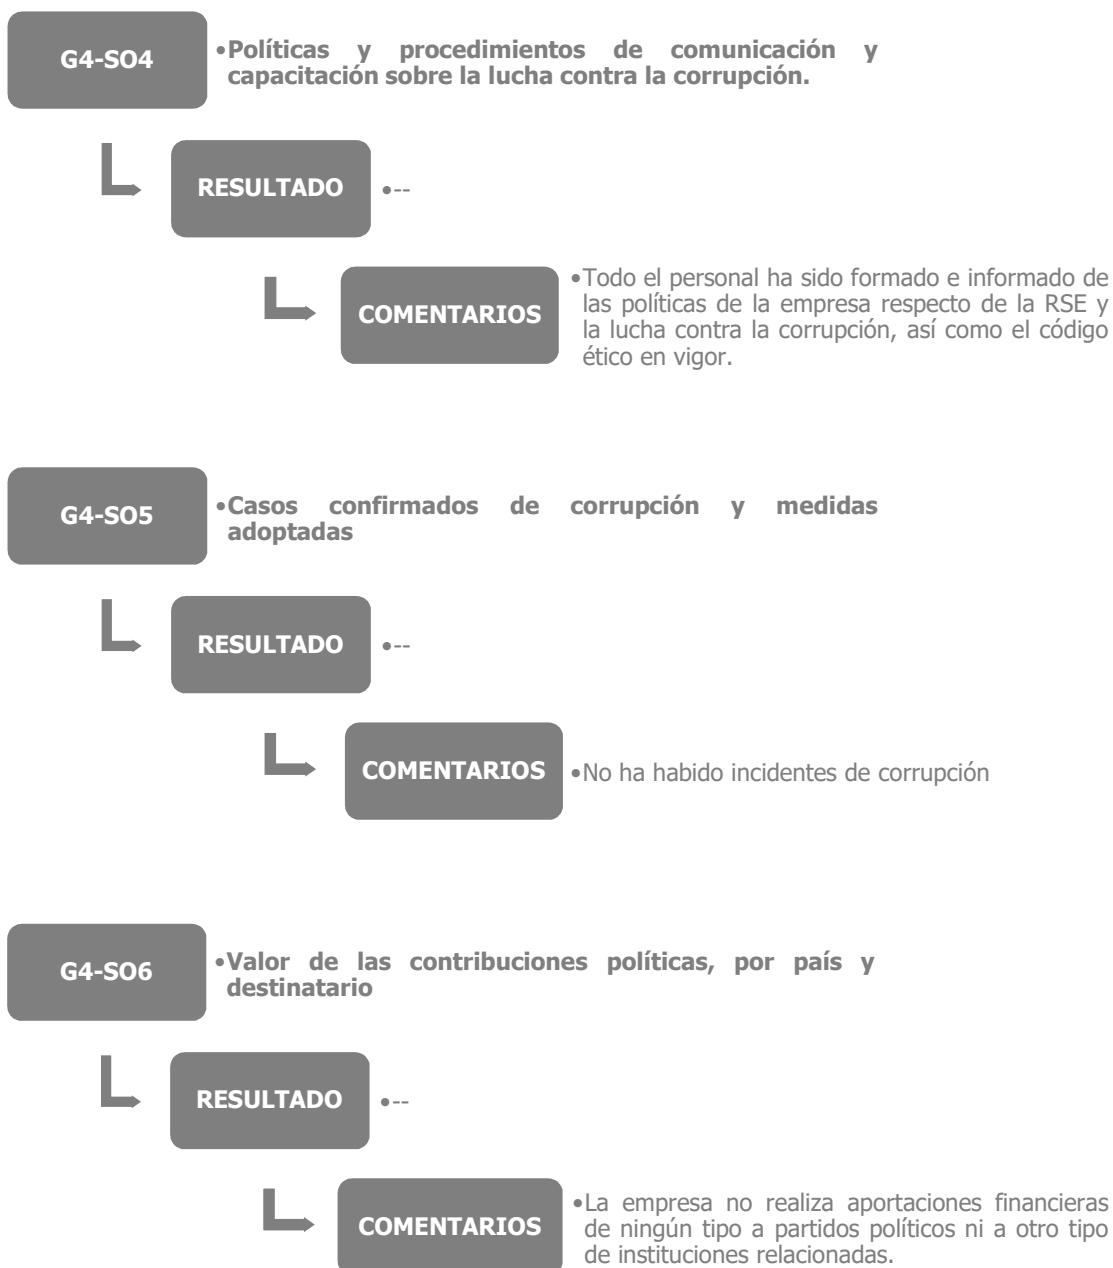 G4-SO4
•Políticas y procedimientos de comunicación y
capacitación sobre la lucha contra la corrupción.
RESULTADO
•--
COMENTARIOS
•Todo el personal ha sido formado e informado de
las políticas de la empresa respecto de la RSE y
la lucha contra la corrupción, así como el código
ético en vigor.
G4-SO5
•Casos confirmados de corrupción y medidas
adoptadas
RESULTADO
•--
COMENTARIOS
•No ha habido incidentes de corrupción
G4-SO6
•Valor de las contribuciones políticas, por país y
destinatario
RESULTADO
•--
COMENTARIOS
•La empresa no realiza aportaciones financieras
de ningún tipo a partidos políticos ni a otro tipo
de instituciones relacionadas.